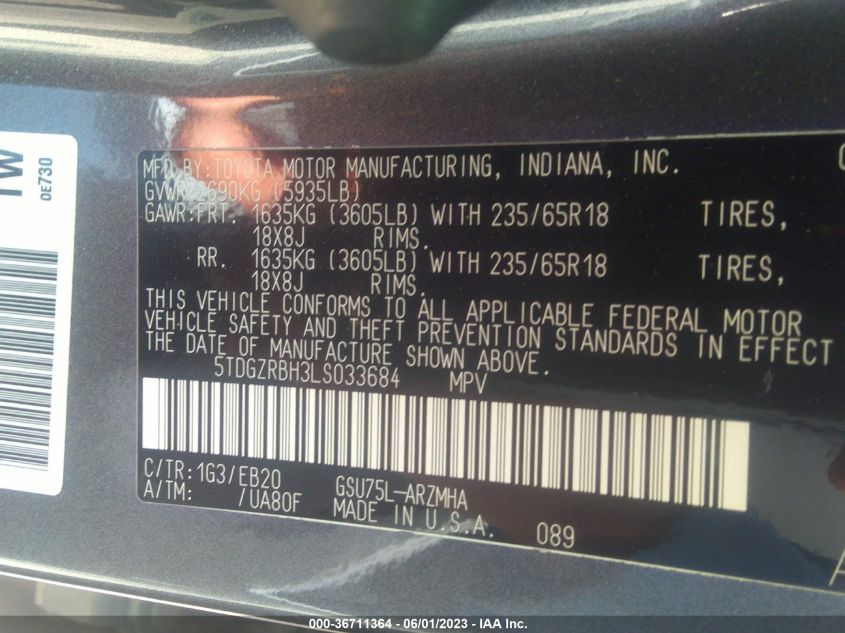 1W
0E730
MFD.BY:TOYOTA MOTOR MANUFACTURING, INDIANA, INC.
GVWR 2690KG (5935LB)
GAWR:FRT. 1635KG (3605LB) WITH 235/65R18 TIRES,
18X8J RIMS.
RR. 1635KG (3605LB) WITH 235/65R18 TIRES,
18X8J RIMS.
THIS VEHICLE CONFORMS TO ALL APPLICABLE FEDERAL MOTOR
VEHICLE SAFETY AND THEFT PREVENTION STANDARDS IN EFFECT
THE DATE OF MANUFACTURE SHOWN ABOVE.
5TDGZRBH3LS033684 MPV
C/TR:1G3/EB20 GSU75L-ARZMHA
A/TM: /UA80F MADE IN U.S.A. 089
000-36711364 / 06/01/2023 - IAA Inc.